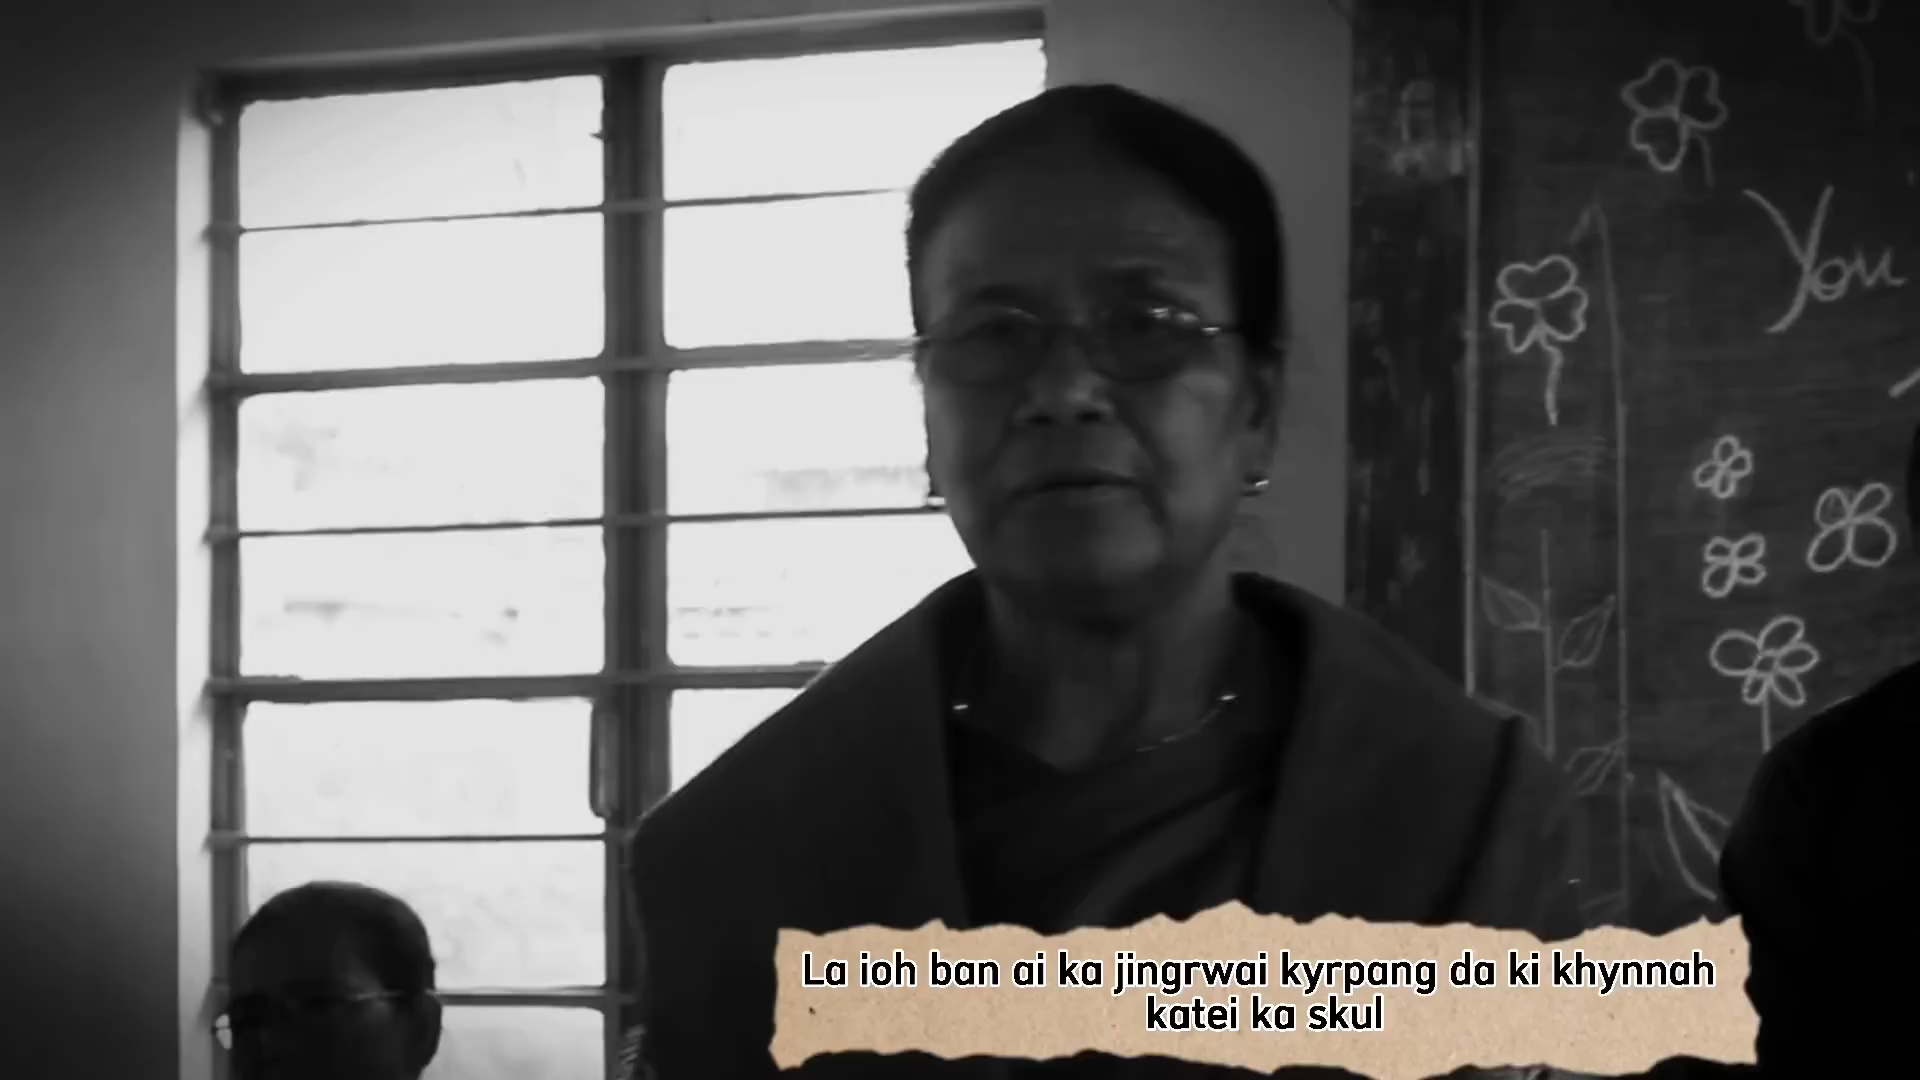 You
La ioh ban ai ka jingrwai kyrpang da ki khynnah
katei ka skul